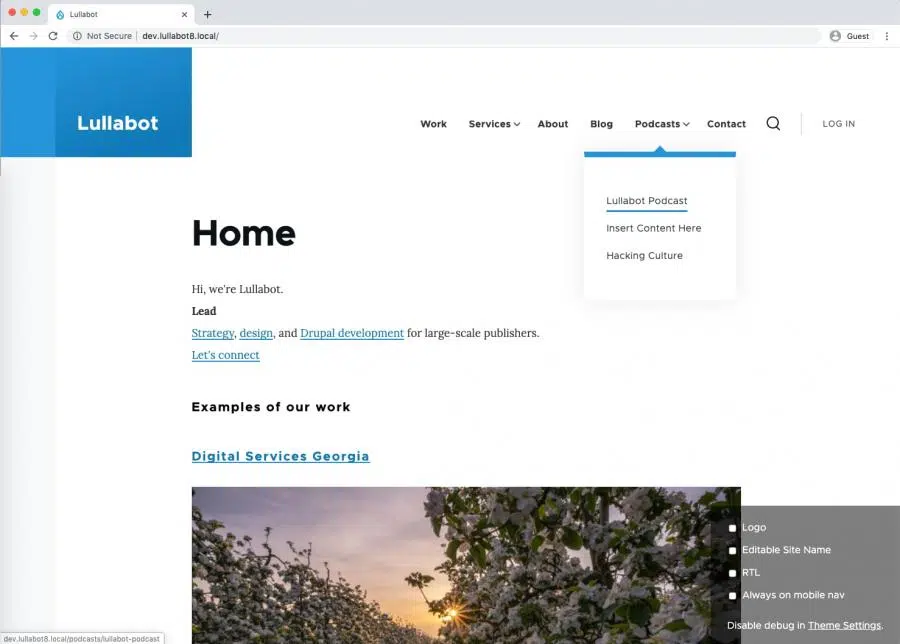 Lullabot
Not Secure dev.lullabot8.local/
Guest
Lullabot
Work Services About Blog Podcasts Contact LOG IN
Lullabot Podcast
Insert Content Here
Hacking Culture
Home
Hi, we're Lullabot.
Lead
Strategy, design, and Drupal development for large-scale publishers.
Let's connect
Examples of our work
Digital Services Georgia
Logo
Editable Site Name
RTL
Always on mobile nav
Disable debug in Theme Settings.
dev.lullabot8.local/podcasts/lullabot-podcast